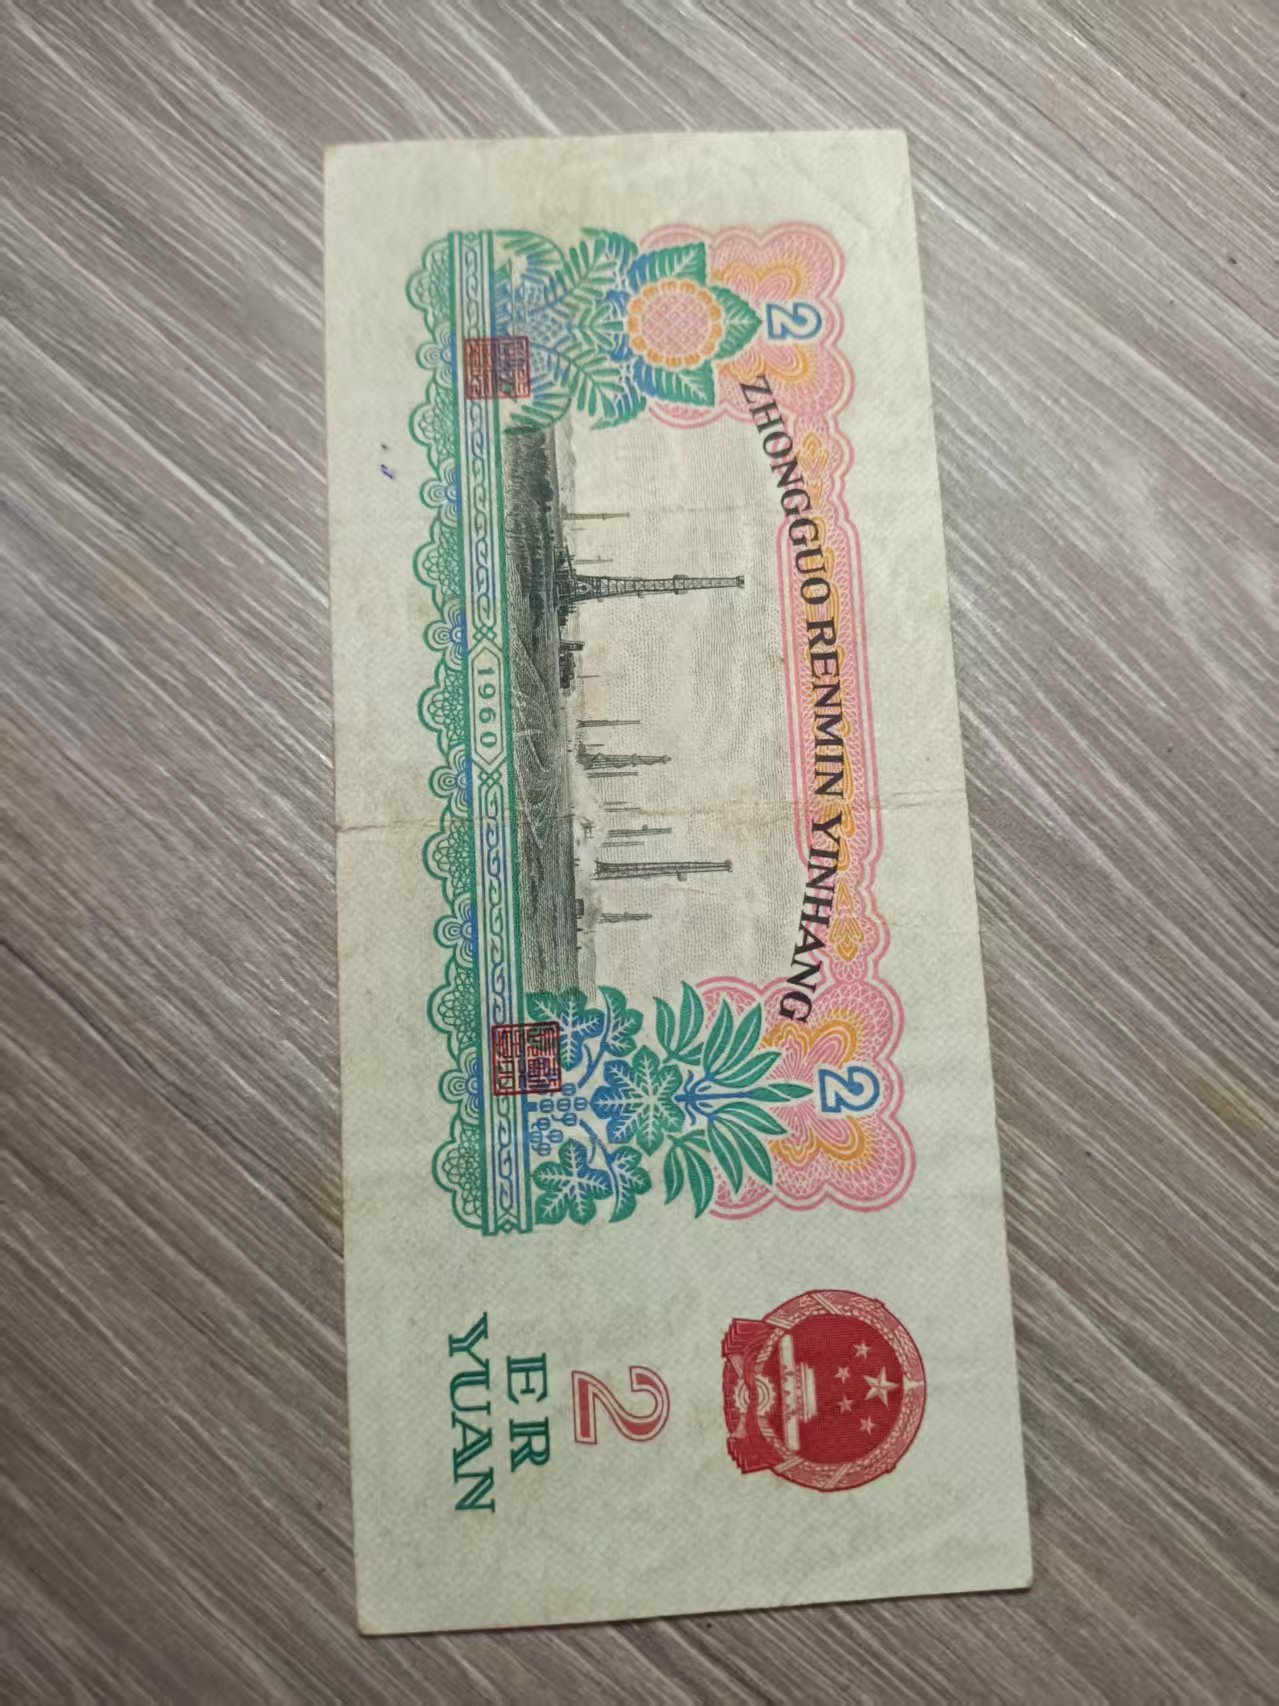 2
2
ZHONGGUO RENMIN YINHANG
1960
2
ER
YUAN